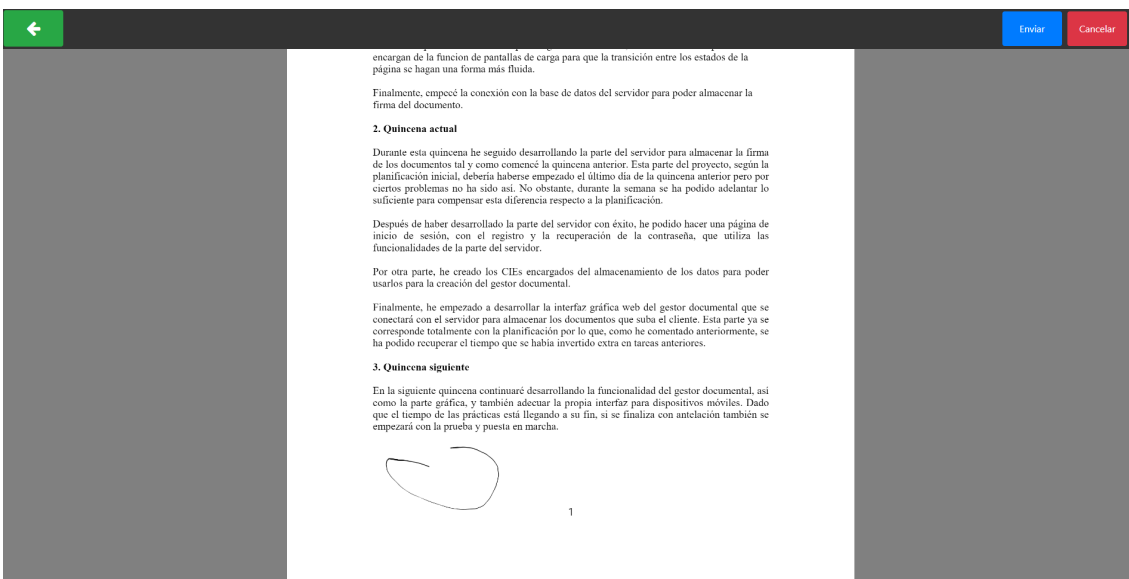 Enviar
Cancelar
encargan de la funcion de pantallas de carga para que la transición entre los estados de la
página se hagan una forma más fluida.
Finalmente, empecé la conexión con la base de datos del servidor para poder almacenar la
firma del documento.
2. Quincena actual
Durante esta quincena he seguido desarrollando la parte del servidor para almacenar la firma
de los documentos tal y como comencé la quincena anterior. Esta parte del proyecto, según la
planificación inicial, debería haberse empezado el último día de la quincena anterior pero por
ciertos problemas no ha sido así. No obstante, durante la semana se ha podido adelantar lo
suficiente para compensar esta diferencia respecto a la planificación.
Después de haber desarrollado la parte del servidor con éxito, he podido hacer una página de
inicio de sesión, con el registro y la recuperación de la contraseña, que utiliza las
funcionalidades de la parte del servidor.
Por otra parte, he creado los CIEs encargados del almacenamiento de los datos para poder
usarlos para la creación del gestor documental.
Finalmente, he empezado a desarrollar la interfaz gráfica web del gestor documental que se
conectará con el servidor para almacenar los documentos que suba el cliente. Esta parte ya se
corresponde totalmente con la planificación por lo que, como he comentado anteriormente, se
ha podido recuperar el tiempo que se había invertido extra en tareas anteriores.
3. Quincena siguiente
En la siguiente quincena continuaré desarrollando la funcionalidad del gestor documental, así
como la parte gráfica, y también adecuar la propia interfaz para dispositivos móviles. Dado
que el tiempo de las prácticas está llegando a su fin, si se finaliza con antelación también se
empezará con la prueba y puesta en marcha.
1